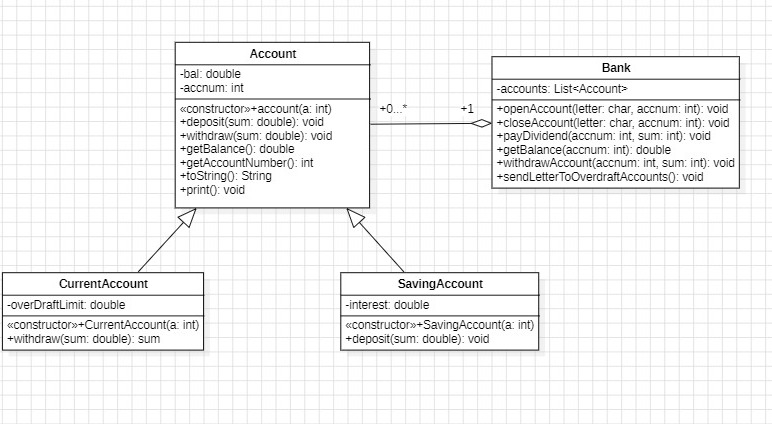 Account
-bal: double
-accnum: int
«constructor»+account(a: int)
+deposit(sum: double): void
+withdraw(sum: double): void
+getBalance(): double
+getAccountNumber(): int
+toString(): String
+print(): void
+0...*
+1
Bank
-accounts: List<Account>
+openAccount(letter: char, accnum: int): void
+closeAccount(letter: char, accnum: int): void
+payDividend(accnum: int, sum: int): void
+getBalance(accnum: int): double
+withdrawAccount(accnum: int, sum: int): void
+sendLetterToOverdraftAccounts(): void
CurrentAccount
-overDraftLimit: double
«constructor»+CurrentAccount(a: int)
+withdraw(sum: double): sum
SavingAccount
-interest: double
«constructor»+SavingAccount(a: int)
+deposit(sum: double): void